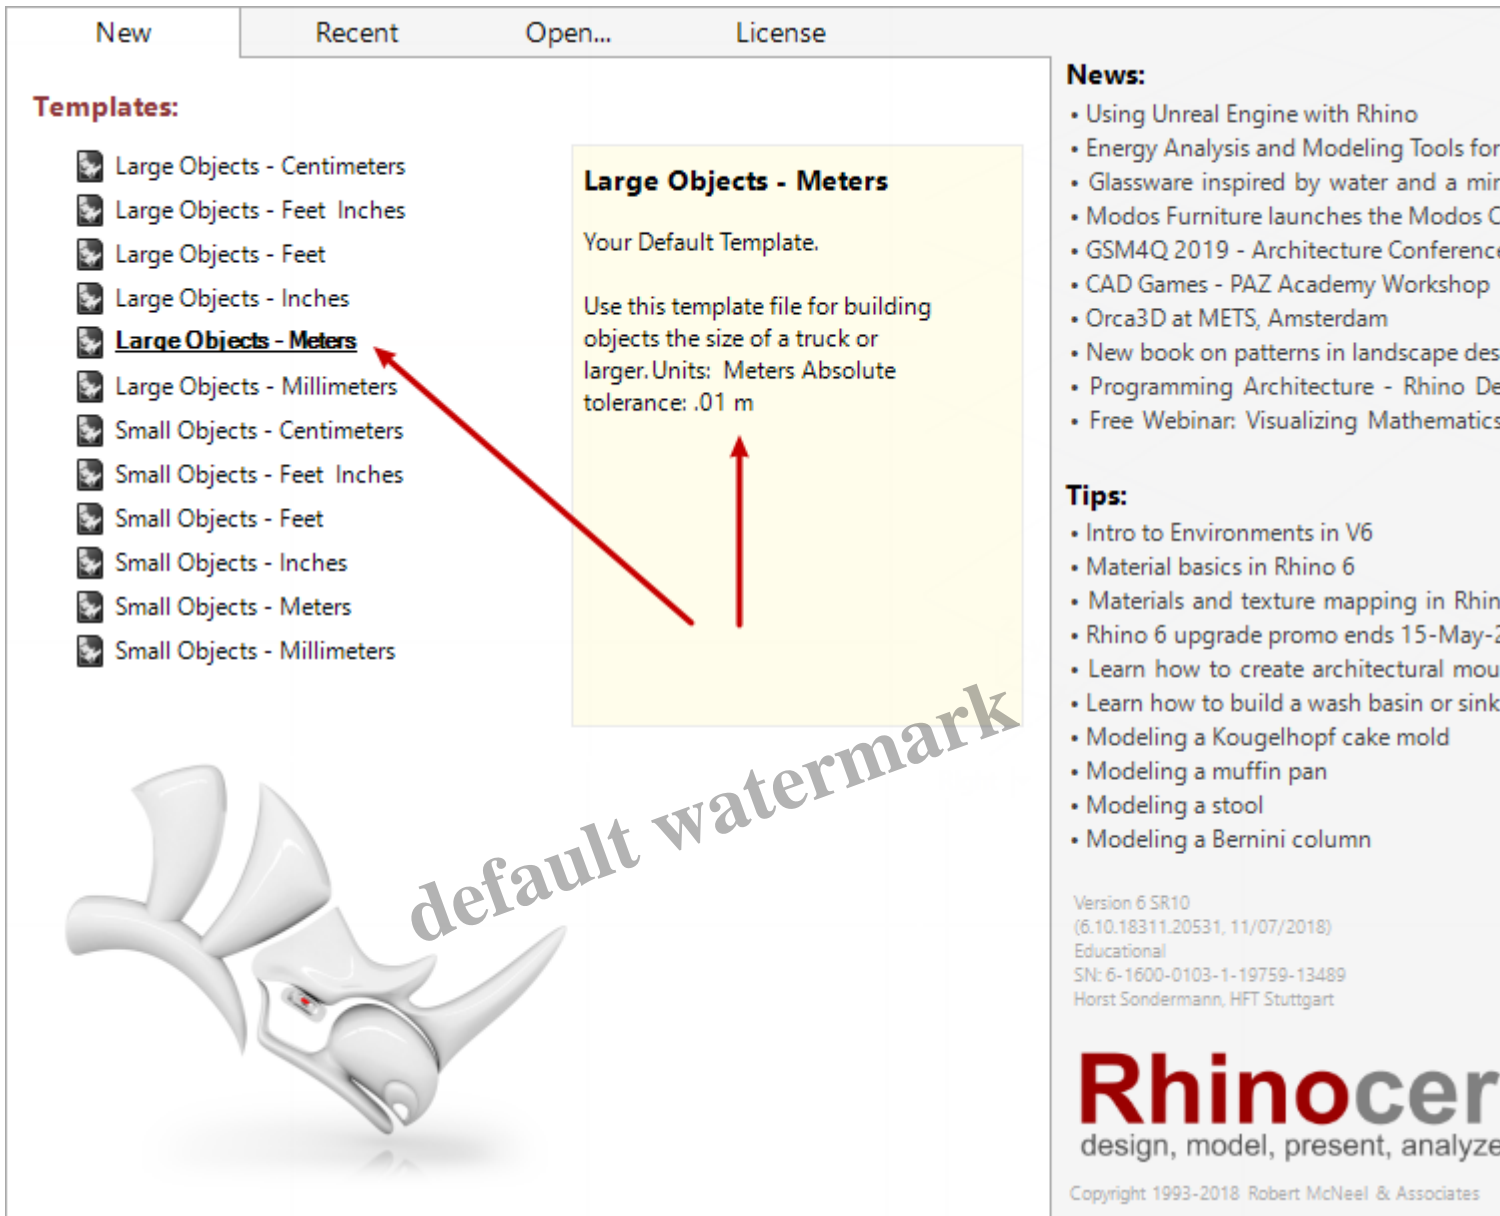 New
Recent
Open...
License
Templates:
Large Objects - Centimeters
Large Objects - Feet Inches
Large Objects - Feet
Large Objects - Inches
Large Objects - Meters
Large Objects - Millimeters
Small Objects - Centimeters
Small Objects - Feet Inches
Small Objects - Feet
Small Objects - Inches
Small Objects - Meters
Small Objects - Millimeters
Large Objects - Meters
Your Default Template.
Use this template file for building
objects the size of a truck or
larger. Units: Meters Absolute
tolerance: .01 m
default watermark
News:
• Using Unreal Engine with Rhino
• Energy Analysis and Modeling Tools for
• Glassware inspired by water and a
• Modos Furniture launches the Modos
• GSM4Q 2019 - Architecture Conference
• CAD Games - PAZ Academy Workshop
• Orca3D at METS, Amsterdam
• New book on patterns in landscape
• Programming Architecture - Rhino
• Free Webinar: Visualizing Mathematics
Tips:
• Intro to Environments in V6
• Material basics in Rhino 6
• Materials and texture mapping in
• Rhino 6 upgrade promo ends 15-May-
• Learn how to create architectural
• Learn how to build a wash basin or sink
• Modeling a Kougelhopf cake mold
• Modeling a muffin pan
• Modeling a stool
• Modeling a Bernini column
Version 6 SR10
(6.10.18311.20531, 11/07/2018)
Educational
SN: 6-1600-0103-1-19759-13489
Horst Sondermann, HFT Stuttgart
Rhinocer
design, model, present, analyze
Copyright 1993-2018 Robert McNeel & Associates